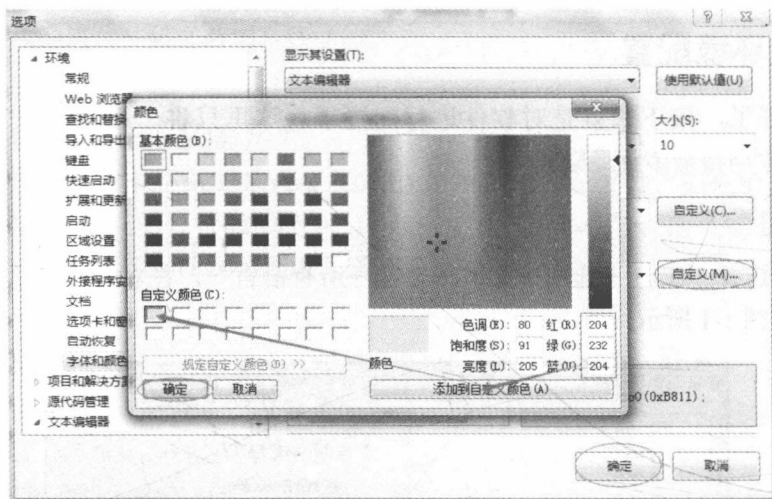 选项
环境
常规
Web 浏览器
查找和替换
导入和导出
键盘
快速启动
扩展和更新
启动
区域设置
任务列表
外接程序安
文档
选项卡和窗
自动恢复
字体和颜色
项目和解决方案
源代码管理
文本编辑器
显示其设置(T):
文本编辑器
使用默认值(U)
大小(S):
10
自定义(C)...
自定义(M)...
o0(0xB811);
确定
取消
颜色
基本颜色(B):
自定义颜色(C):
规定自定义颜色(D) >>
确定
取消
颜色
色调(E): 80
饱和度(S): 91
亮度(L): 205
红(R): 204
绿(G): 232
蓝(U): 204
添加到自定义颜色(A)